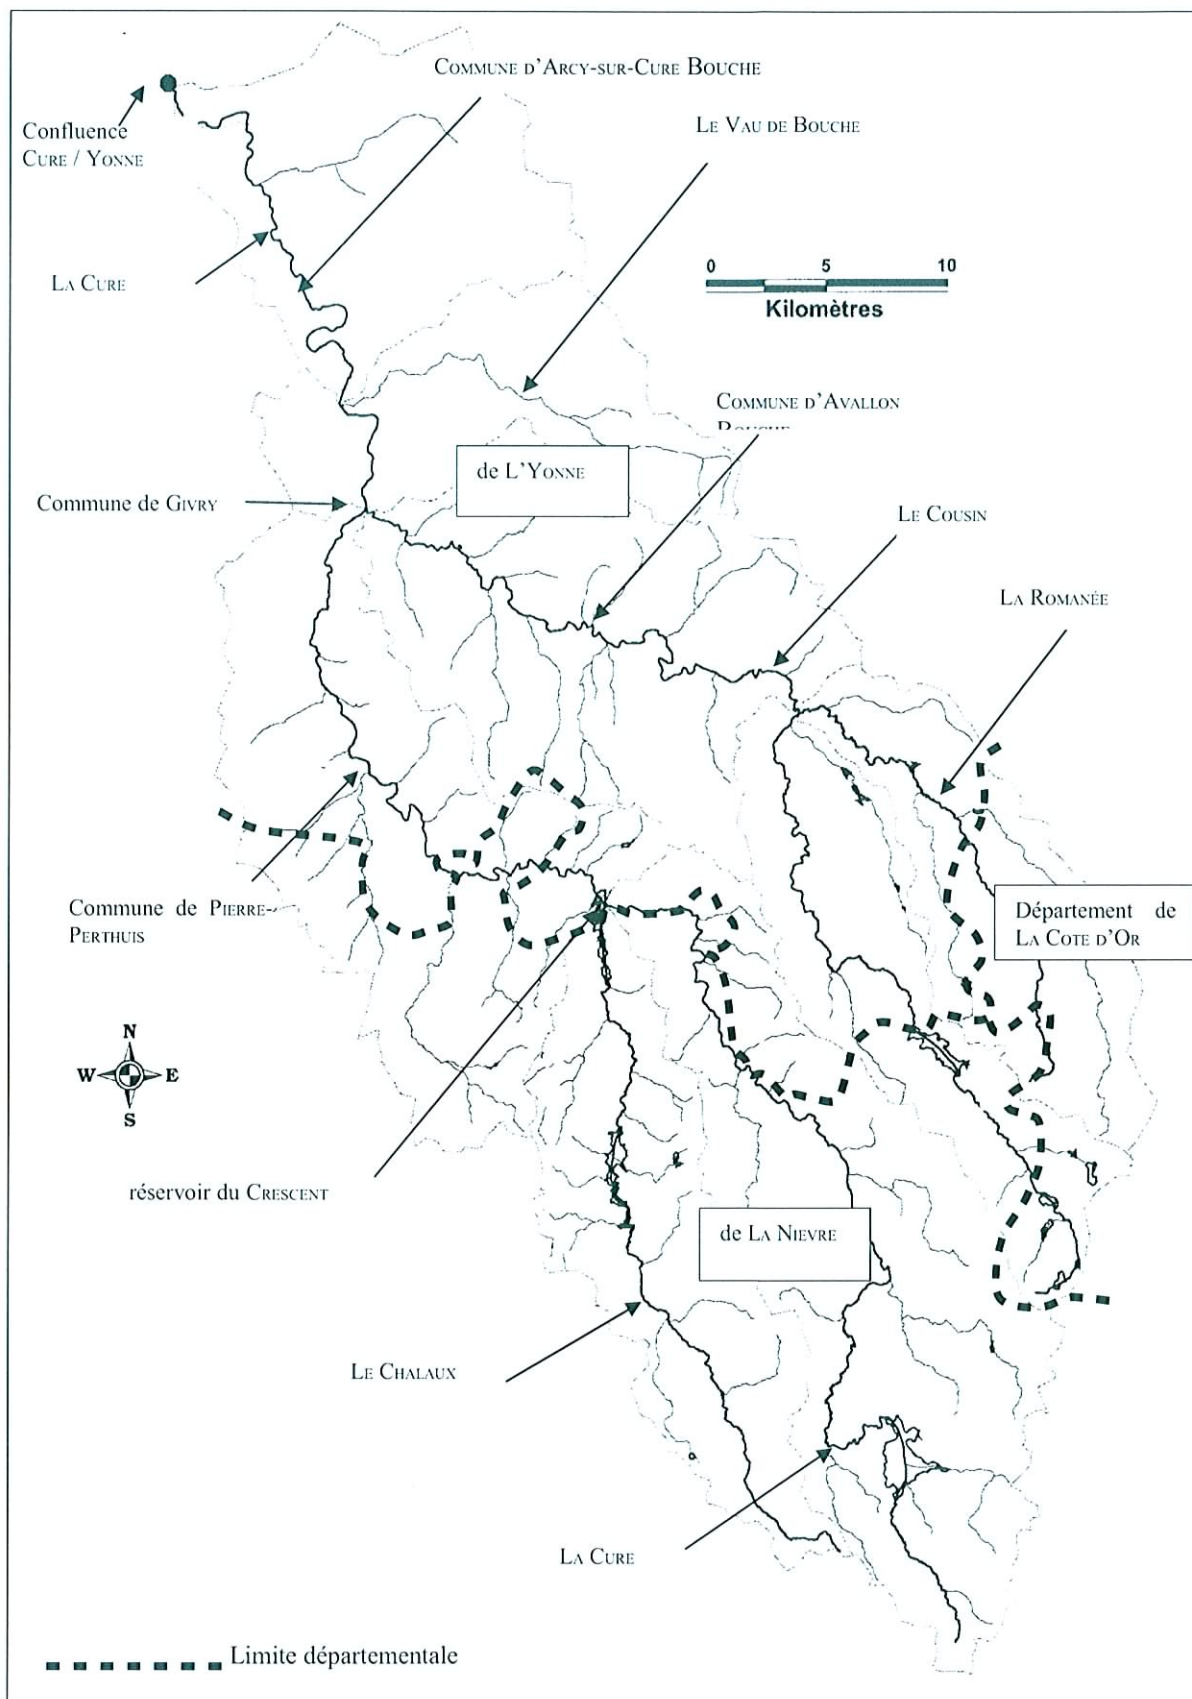 COMMUNE D'ARCY-SUR-CURE BOUCHE
LE VAU DE BOUCHE
Confluence
CURE / YONNE
LA CURE
0 5 10
Kilomètres
COMMUNE D'AVALLON
de L'YONNE
Commune de GIVRY
LE COUSIN
LA ROMANÉE
Commune de PIERRE-
PERTHUIS
Département de
LA COTE D'OR
N
W E
S
réservoir du CRESCENT
de LA NIEVRE
LE CHALAUX
LA CURE
Limite départementale